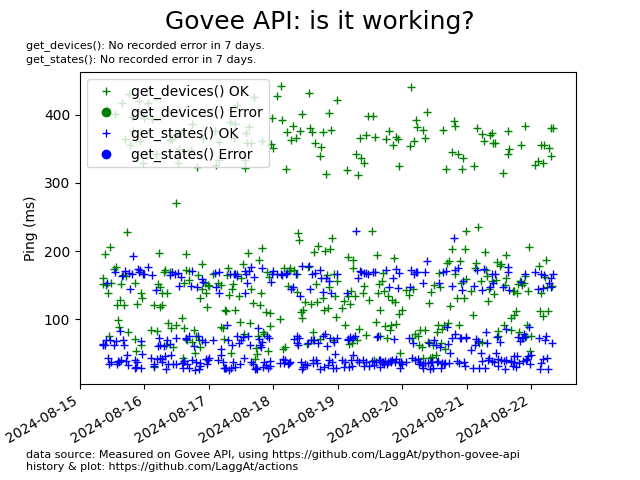 Govee API: is it working?
get_devices(): No recorded error in 7 days.
get_states(): No recorded error in 7 days.
get_devices() OK
get_devices() Error
get_states() OK
get_states() Error
Ping (ms)
400
300
200
100
2024-08-15
2024-08-16
2024-08-17
2024-08-18
2024-08-19
2024-08-20
2024-08-21
2024-08-22
data source: Measured on Govee API, using https://github.com/LaggAt/python-govee-api
history & plot: https://github.com/LaggAt/actions